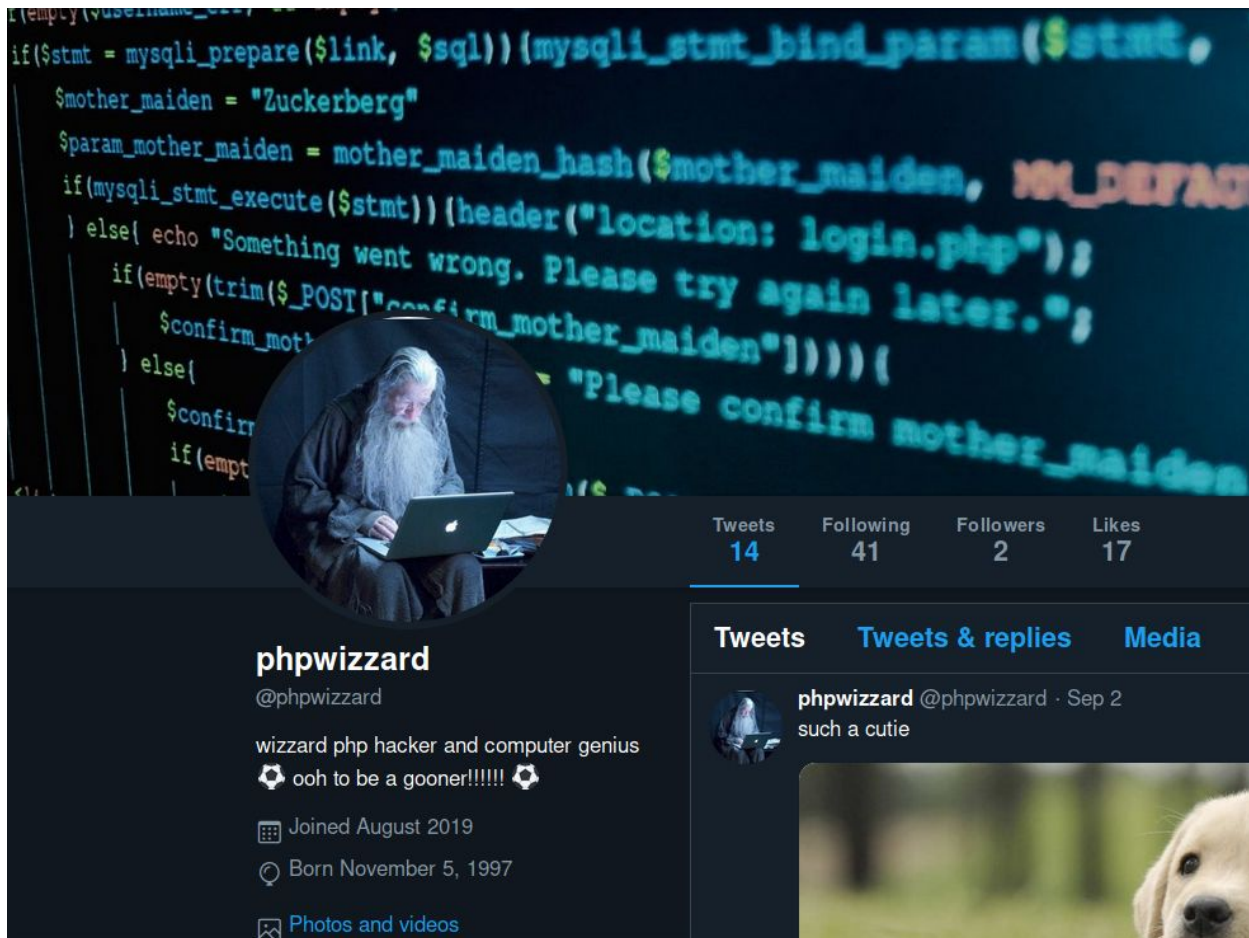 if($stmt = mysqli_prepare($link, $sql)){mysqli_stmt_bind_param($stmt,
$mother_maiden = "Zuckerberg"
$param_mother_maiden = mother_maiden_hash($mother_maiden,
if(mysqli_stmt_execute($stmt)){header("location: login.php");
} else{ echo "Something went wrong. Please try again later.";
if(empty(trim($_POST["confirm_mother_maiden"]))){
$confirm_moth
} else{ = "Please confirm mother_maiden
$confirm
if(empt
Tweets Following Followers Likes
14 41 2 17
Tweets Tweets & replies Media
phpwizzard
@phpwizzard
wizzard php hacker and computer genius
⚽ ooh to be a gooner!!!!!! ⚽
Joined August 2019
Born November 5, 1997
Photos and videos
phpwizzard @phpwizzard · Sep 2
such a cutie